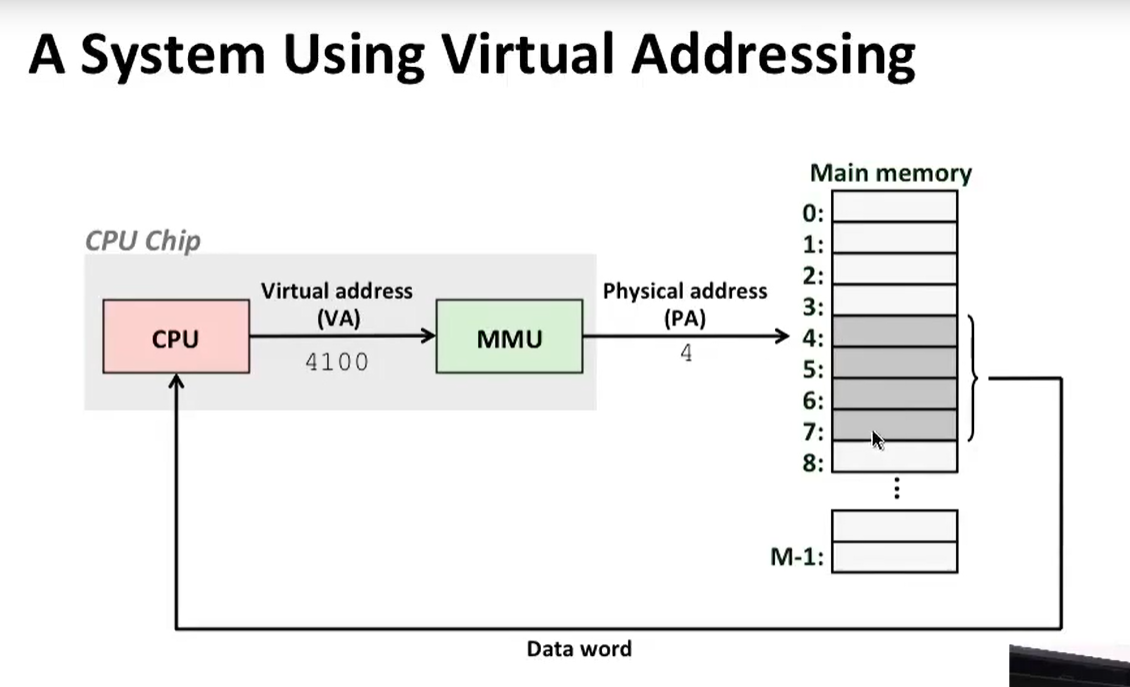 A System Using Virtual Addressing
Main memory
CPU Chip
Virtual address
(VA)
4100
CPU
MMU
Physical address
(PA)
4
0:
1:
2:
3:
4:
5:
6:
7:
8:
M-1:
Data word